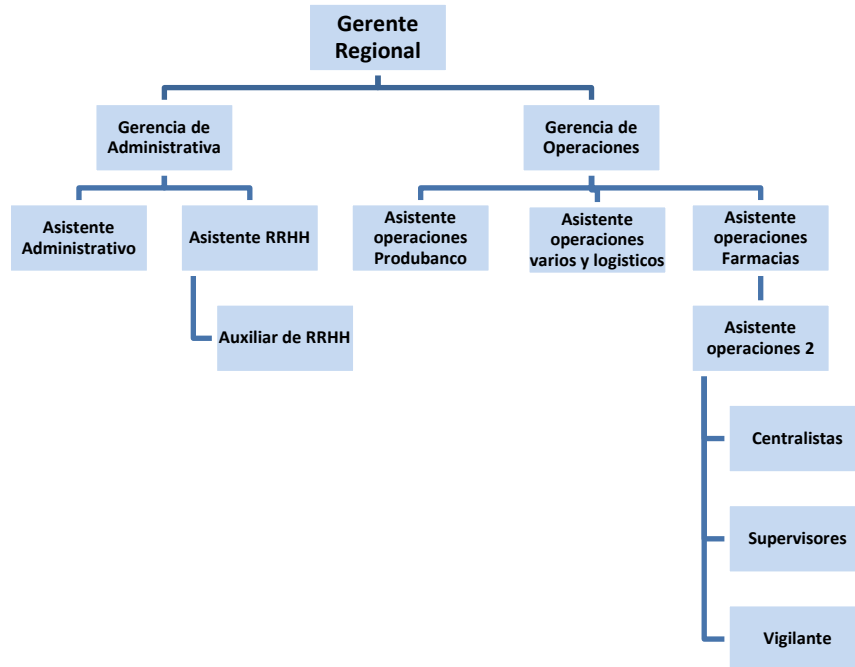 Gerente
Regional
Gerencia de
Administrativa
Gerencia de
Operaciones
Asistente
Administrativo
Asistente RRHH
Asistente
operaciones
Produbanco
Asistente
operaciones
varios y logisticos
Asistente
operaciones
Farmacias
Auxiliar de RRHH
Asistente
operaciones 2
Centralistas
Supervisores
Vigilante